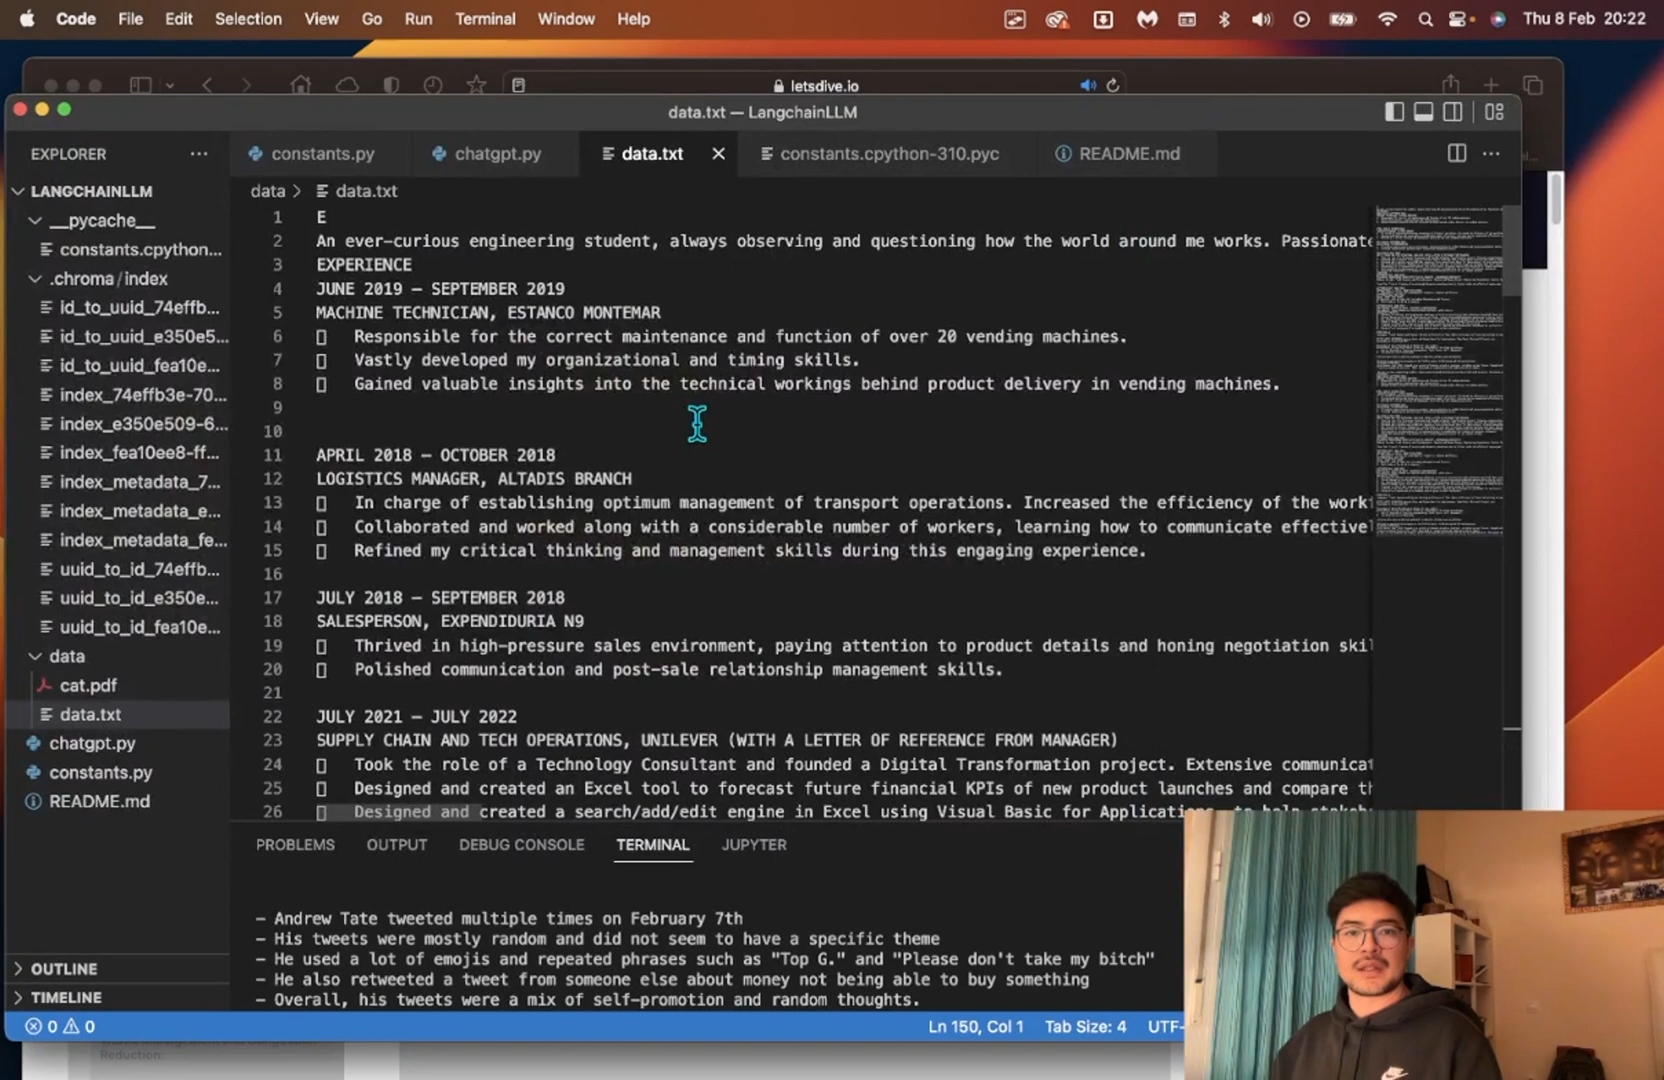 Code File Edit Selection View Go Run Terminal Window Help Thu 8 Feb 20:22
letsdive.io
data.txt — LangchainLLM
EXPLORER
constants.py
chatgpt.py
data.txt
constants.cpython-310.pyc
README.md
data > data.txt
LANGCHAINLLM
__pycache__
constants.cpython...
.chroma/index
id_to_uuid_74effb...
id_to_uuid_e350e5...
id_to_uuid_fea10e...
index_74effb3e-70...
index_e350e509-6...
index_fea10ee8-ff...
index_metadata_7...
index_metadata_e...
index_metadata_fe...
uuid_to_id_74effb...
uuid_to_id_e350e...
uuid_to_id_fea10e...
data
cat.pdf
data.txt
chatgpt.py
constants.py
README.md
OUTLINE
TIMELINE
1 E
2 An ever-curious engineering student, always observing and questioning how the world around me works. Passionate
3 EXPERIENCE
4 JUNE 2019 – SEPTEMBER 2019
5 MACHINE TECHNICIAN, ESTANCO MONTEMAR
6 Responsible for the correct maintenance and function of over 20 vending machines.
7 Vastly developed my organizational and timing skills.
8 Gained valuable insights into the technical workings behind product delivery in vending machines.
9
10
11 APRIL 2018 – OCTOBER 2018
12 LOGISTICS MANAGER, ALTADIS BRANCH
13 In charge of establishing optimum management of transport operations. Increased the efficiency of the work
14 Collaborated and worked along with a considerable number of workers, learning how to communicate effective
15 Refined my critical thinking and management skills during this engaging experience.
16
17 JULY 2018 – SEPTEMBER 2018
18 SALESPERSON, EXPENDIDURIA N9
19 Thrived in high-pressure sales environment, paying attention to product details and honing negotiation skil
20 Polished communication and post-sale relationship management skills.
21
22 JULY 2021 – JULY 2022
23 SUPPLY CHAIN AND TECH OPERATIONS, UNILEVER (WITH A LETTER OF REFERENCE FROM MANAGER)
24 Took the role of a Technology Consultant and founded a Digital Transformation project. Extensive communicat
25 Designed and created an Excel tool to forecast future financial KPIs of new product launches and compare th
26 Designed and created a search/add/edit engine in Excel using Visual Basic for Applications, to help stakeh
PROBLEMS OUTPUT DEBUG CONSOLE TERMINAL JUPYTER
– Andrew Tate tweeted multiple times on February 7th
– His tweets were mostly random and did not seem to have a specific theme
– He used a lot of emojis and repeated phrases such as "Top G." and "Please don't take my bitch"
– He also retweeted a tweet from someone else about money not being able to buy something
– Overall, his tweets were a mix of self-promotion and random thoughts.
0 0 Ln 150, Col 1 Tab Size: 4 UTF-
Reduction: